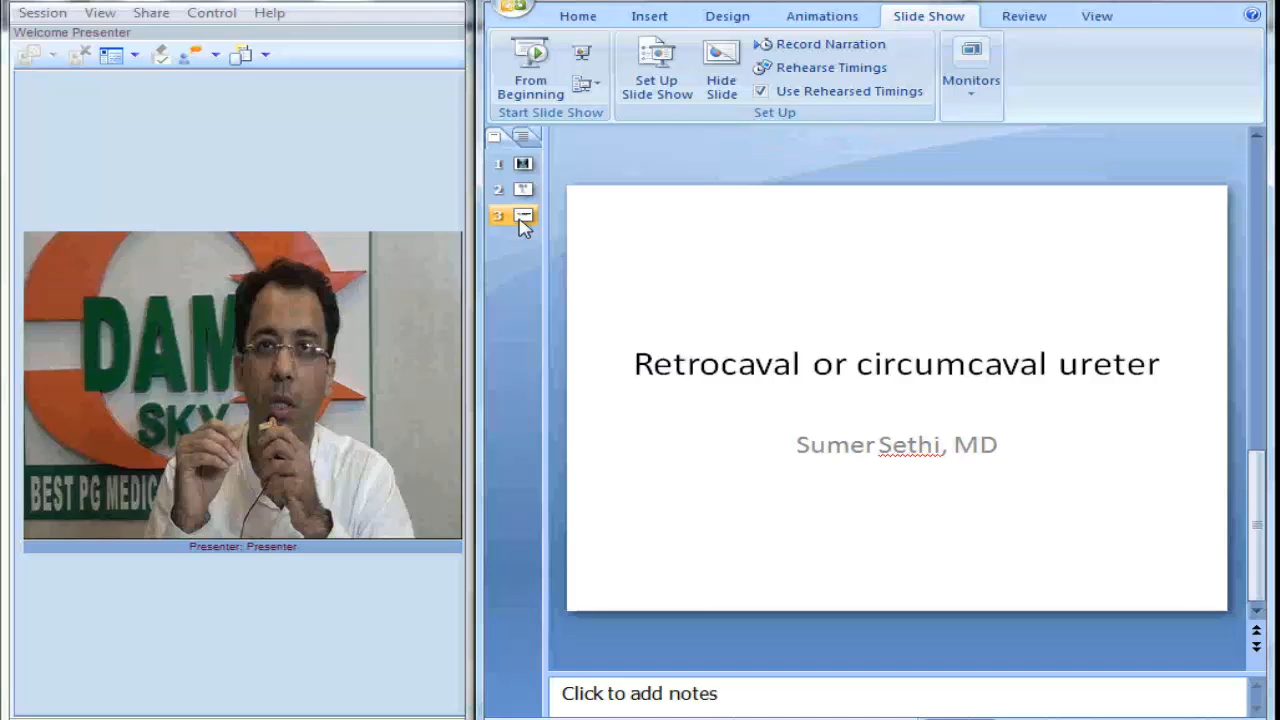 Session View Share Control Help
Welcome Presenter
DAM
SKY
BEST PG MEDIC
Presenter: Presenter
Home Insert Design Animations Slide Show Review View
From Beginning
Set Up Slide Show
Hide Slide
Record Narration
Rehearse Timings
Use Rehearsed Timings
Monitors
Start Slide Show Set Up
1
2
3
Retrocaval or circumcaval ureter
Sumer Sethi, MD
Click to add notes